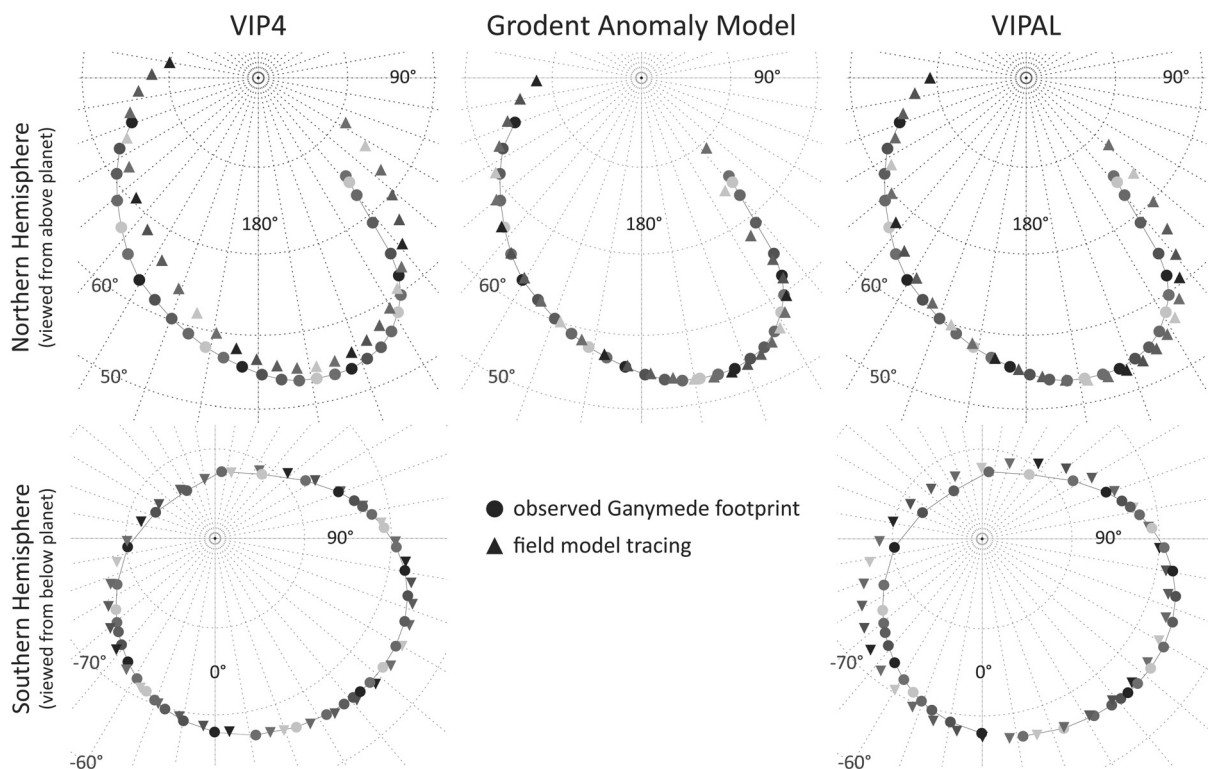 VIP4 Grodent Anomaly Model VIPAL
Northern Hemisphere
(viewed from above planet)
90° 90° 90°
180° 180° 180°
60° 60° 60°
50° 50° 50°
Southern Hemisphere
(viewed from below planet)
observed Ganymede footprint
90° 90°
field model tracing
-70° 0° -70° 0°
-60° -60°